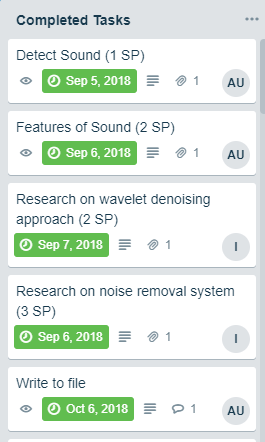 Completed Tasks
Detect Sound (1 SP)
Sep 5, 2018 1 AU
Features of Sound (2 SP)
Sep 6, 2018 1 AU
Research on wavelet denoising
approach (2 SP)
Sep 7, 2018 1 I
Research on noise removal system
(3 SP)
Sep 6, 2018 1 I
Write to file
Oct 6, 2018 1 AU